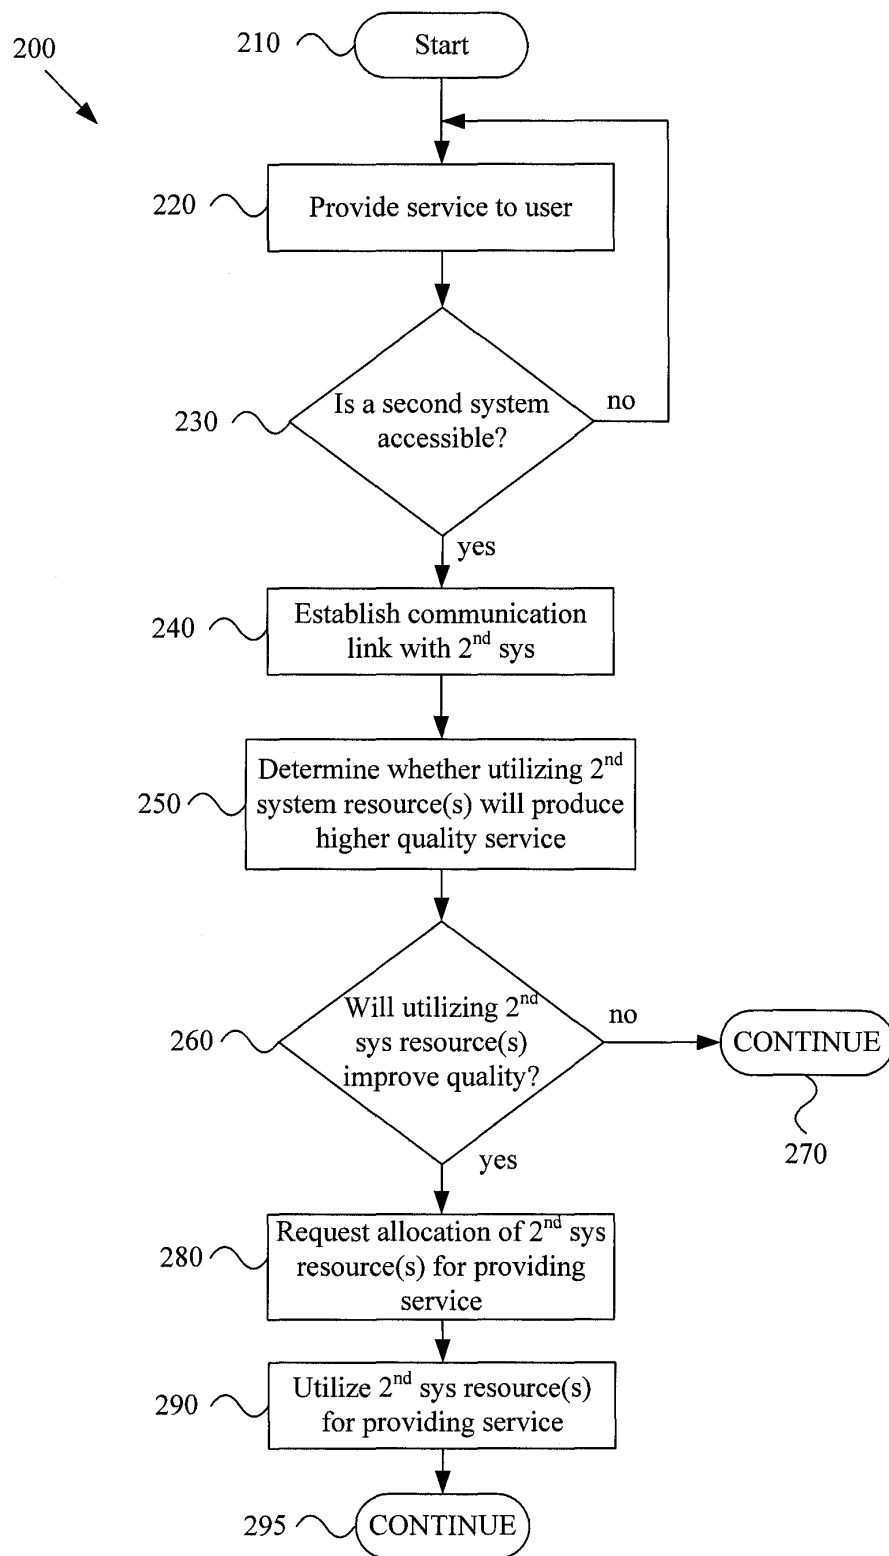 200
210
Start
220
Provide service to user
230
Is a second system
accessible?
no
yes
240
Establish communication
link with 2nd sys
250
Determine whether utilizing 2nd
system resource(s) will produce
higher quality service
260
Will utilizing 2nd
sys resource(s)
improve quality?
no
CONTINUE
270
yes
280
Request allocation of 2nd sys
resource(s) for providing
service
290
Utilize 2nd sys resource(s)
for providing service
295
CONTINUE